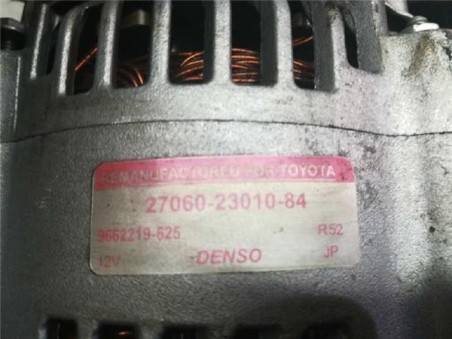 REMANUFACTURED FOR TOYOTA
27060-23010-84
9662219-625 R52
12V DENSO JP